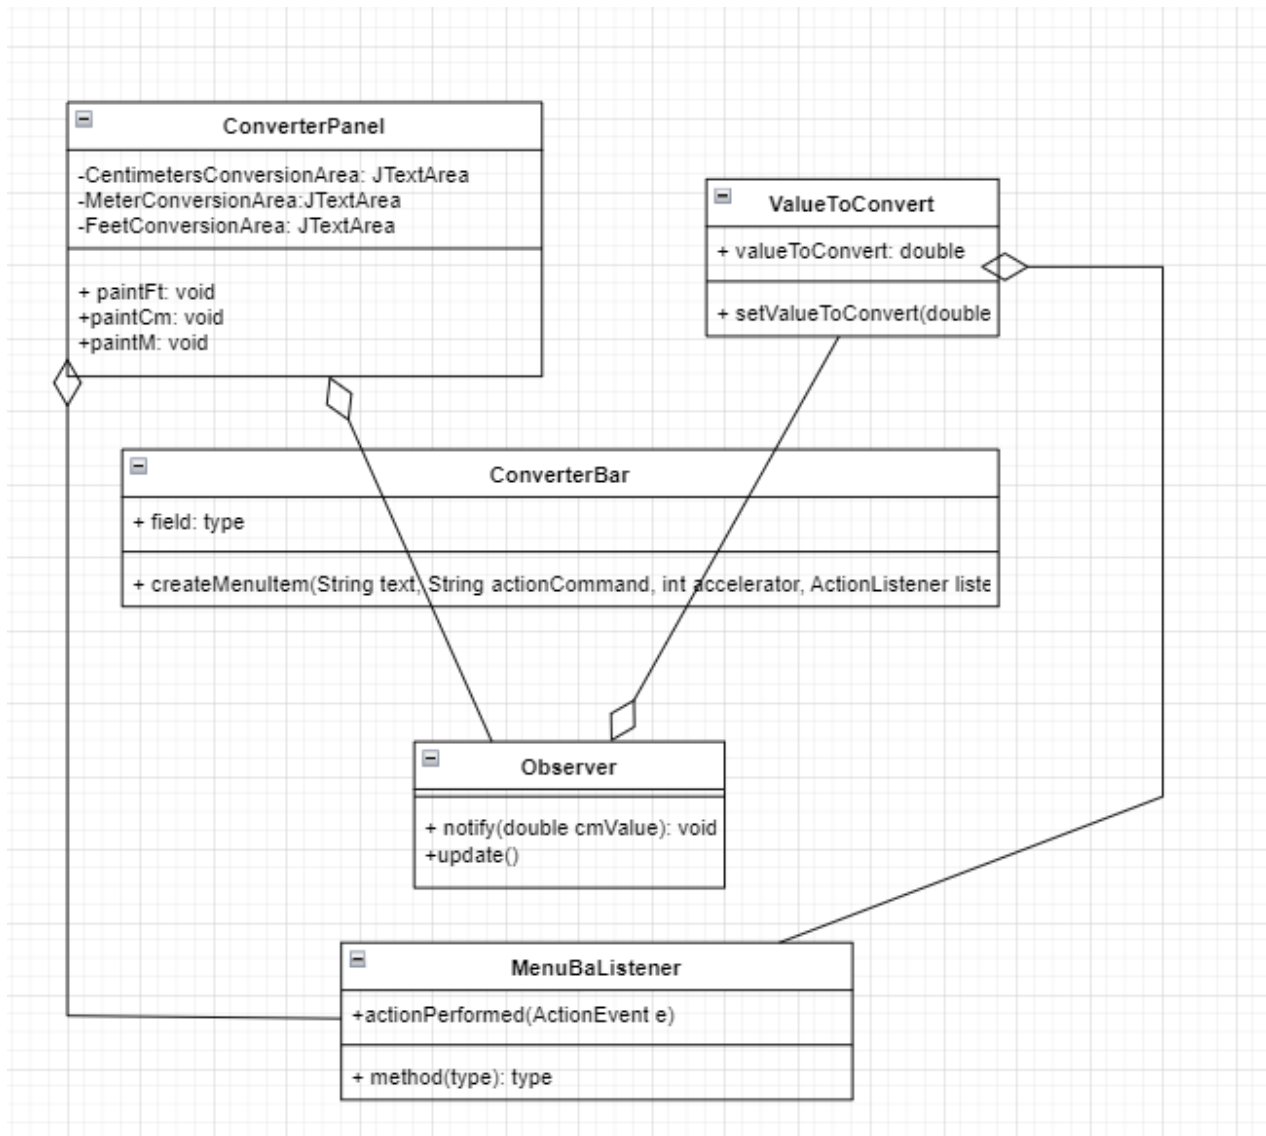 ConverterPanel
-CentimetersConversionArea: JTextArea
-MeterConversionArea:JTextArea
-FeetConversionArea: JTextArea
+ paintFt: void
+paintCm: void
+paintM: void
ValueToConvert
+ valueToConvert: double
+ setValueToConvert(double
ConverterBar
+ field: type
+ createMenuItem(String text, String actionCommand, int accelerator, ActionListener liste
Observer
+ notify(double cmValue): void
+update()
MenuBaListener
+actionPerformed(ActionEvent e)
+ method(type): type